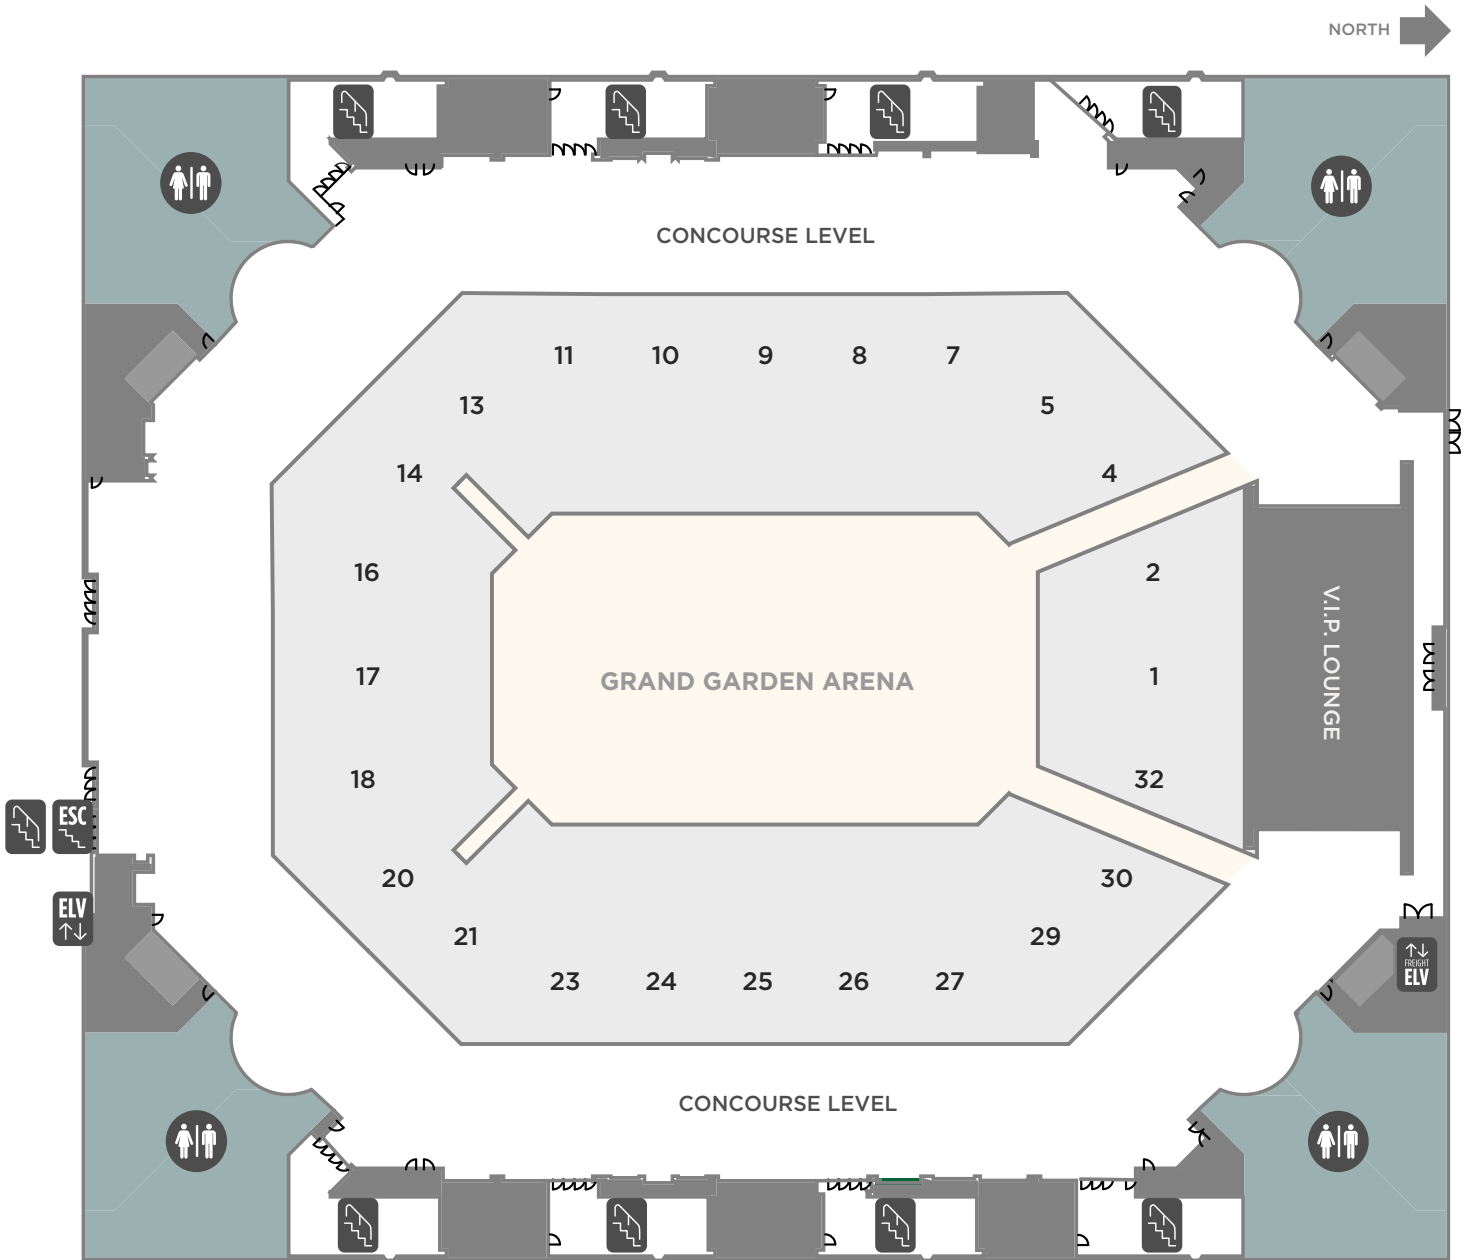 NORTH
CONCOURSE LEVEL
11 10 9 8 7
13 5
14 4
16 2
V.I.P. LOUNGE
17 GRAND GARDEN ARENA 1
18 32
ESC
20 30
ELV
21 29
FREIGHT
ELV
23 24 25 26 27
CONCOURSE LEVEL